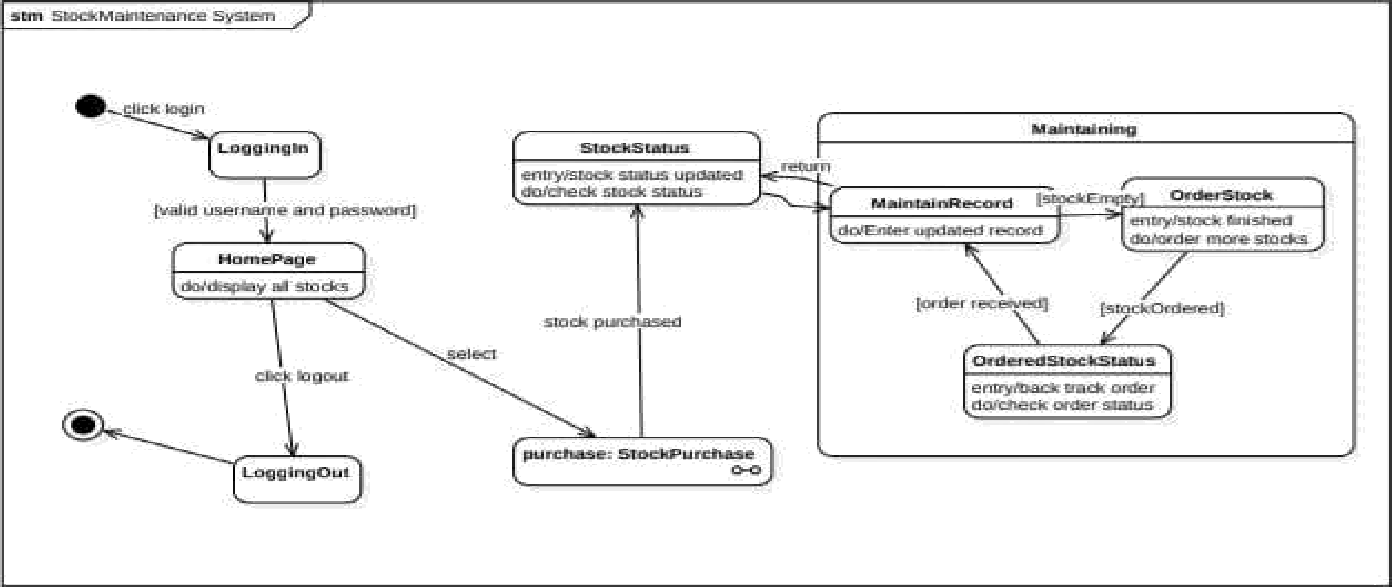 stm StockMaintenance System
click login
LoggingIn
[valid username and password]
HomePage
do/display all stocks
click logout
select
LoggingOut
StockStatus
entry/stock status updated
do/check stock status
stock purchased
purchase: StockPurchase
return
Maintaining
MaintainRecord
do/Enter updated record
[stockEmpty]
OrderStock
entry/stock finished
do/order more stocks
[order received]
[stockOrdered]
OrderedStockStatus
entry/back track order
do/check order status